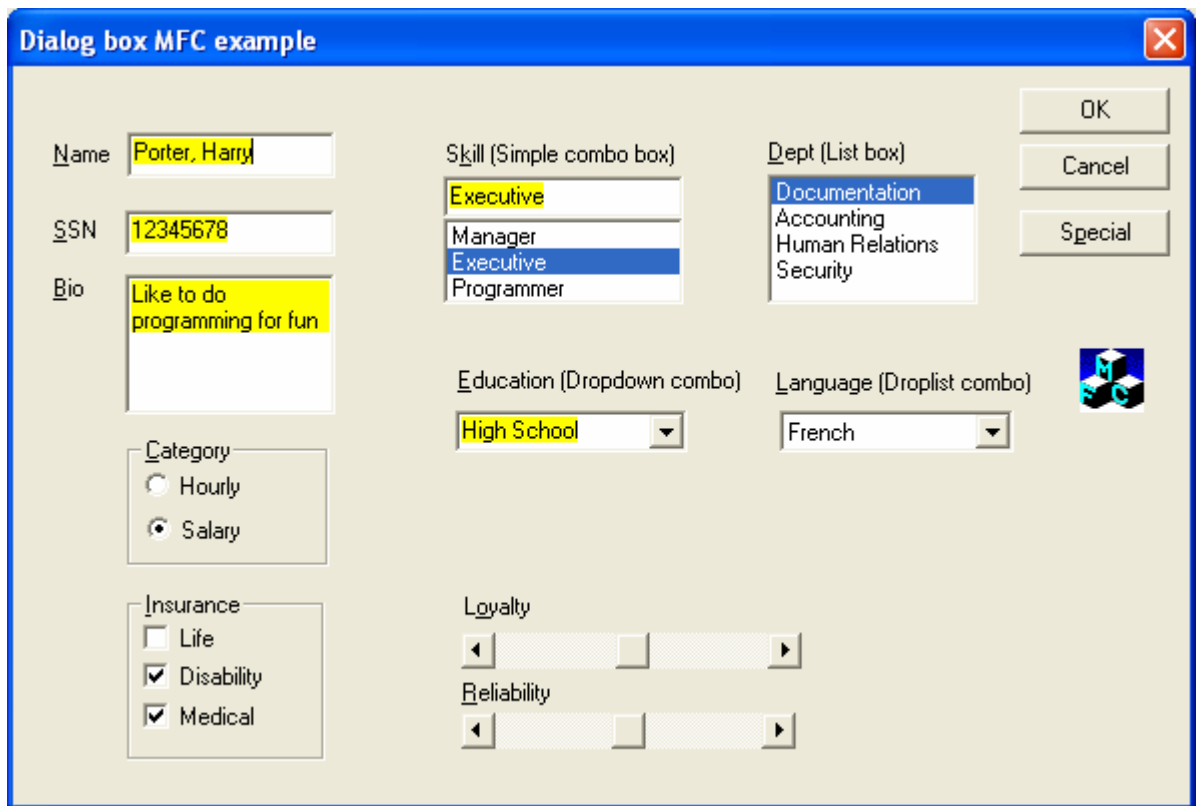 Dialog box MFC example
Name
Porter, Harry
SSN
12345678
Bio
Like to do
programming for fun
Category
Hourly
Salary
Insurance
Life
Disability
Medical
Skill (Simple combo box)
Executive
Manager
Executive
Programmer
Dept (List box)
Documentation
Accounting
Human Relations
Security
OK
Cancel
Special
Education (Dropdown combo)
High School
Language (Droplist combo)
French
M
F C
Loyalty
Reliability